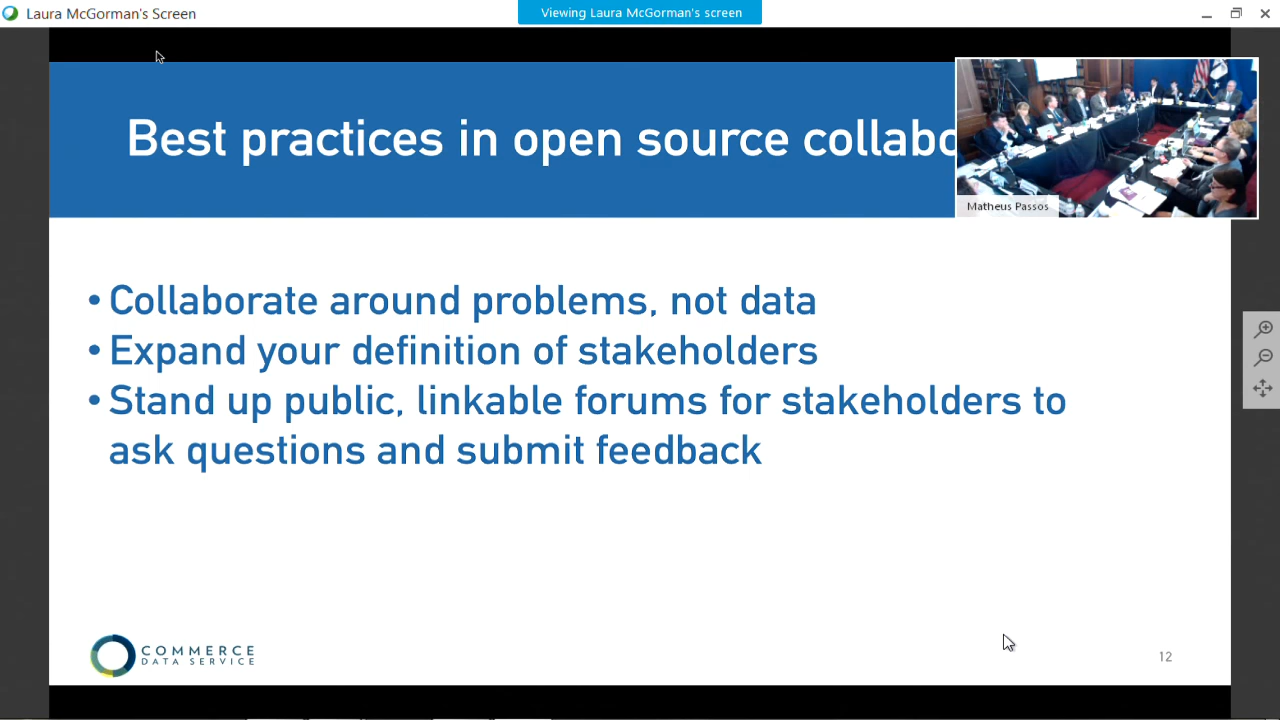 Laura McGorman's Screen
Viewing Laura McGorman's screen
Best practices in open source collabo
Matheus Passos
• Collaborate around problems, not data
• Expand your definition of stakeholders
• Stand up public, linkable forums for stakeholders to
ask questions and submit feedback
COMMERCE
DATA SERVICE
12